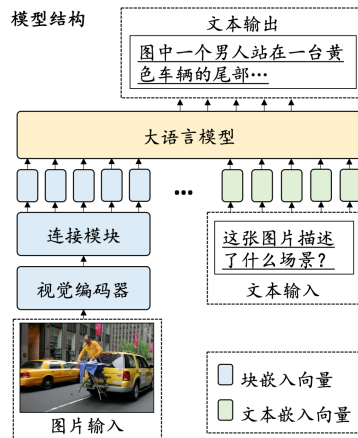 模型结构
文本输出
图中一个男人站在一台黄
色车辆的尾部…
大语言模型
...
连接模块
这张图片描述
了什么场景？
视觉编码器
文本输入
图片输入
块嵌入向量
文本嵌入向量